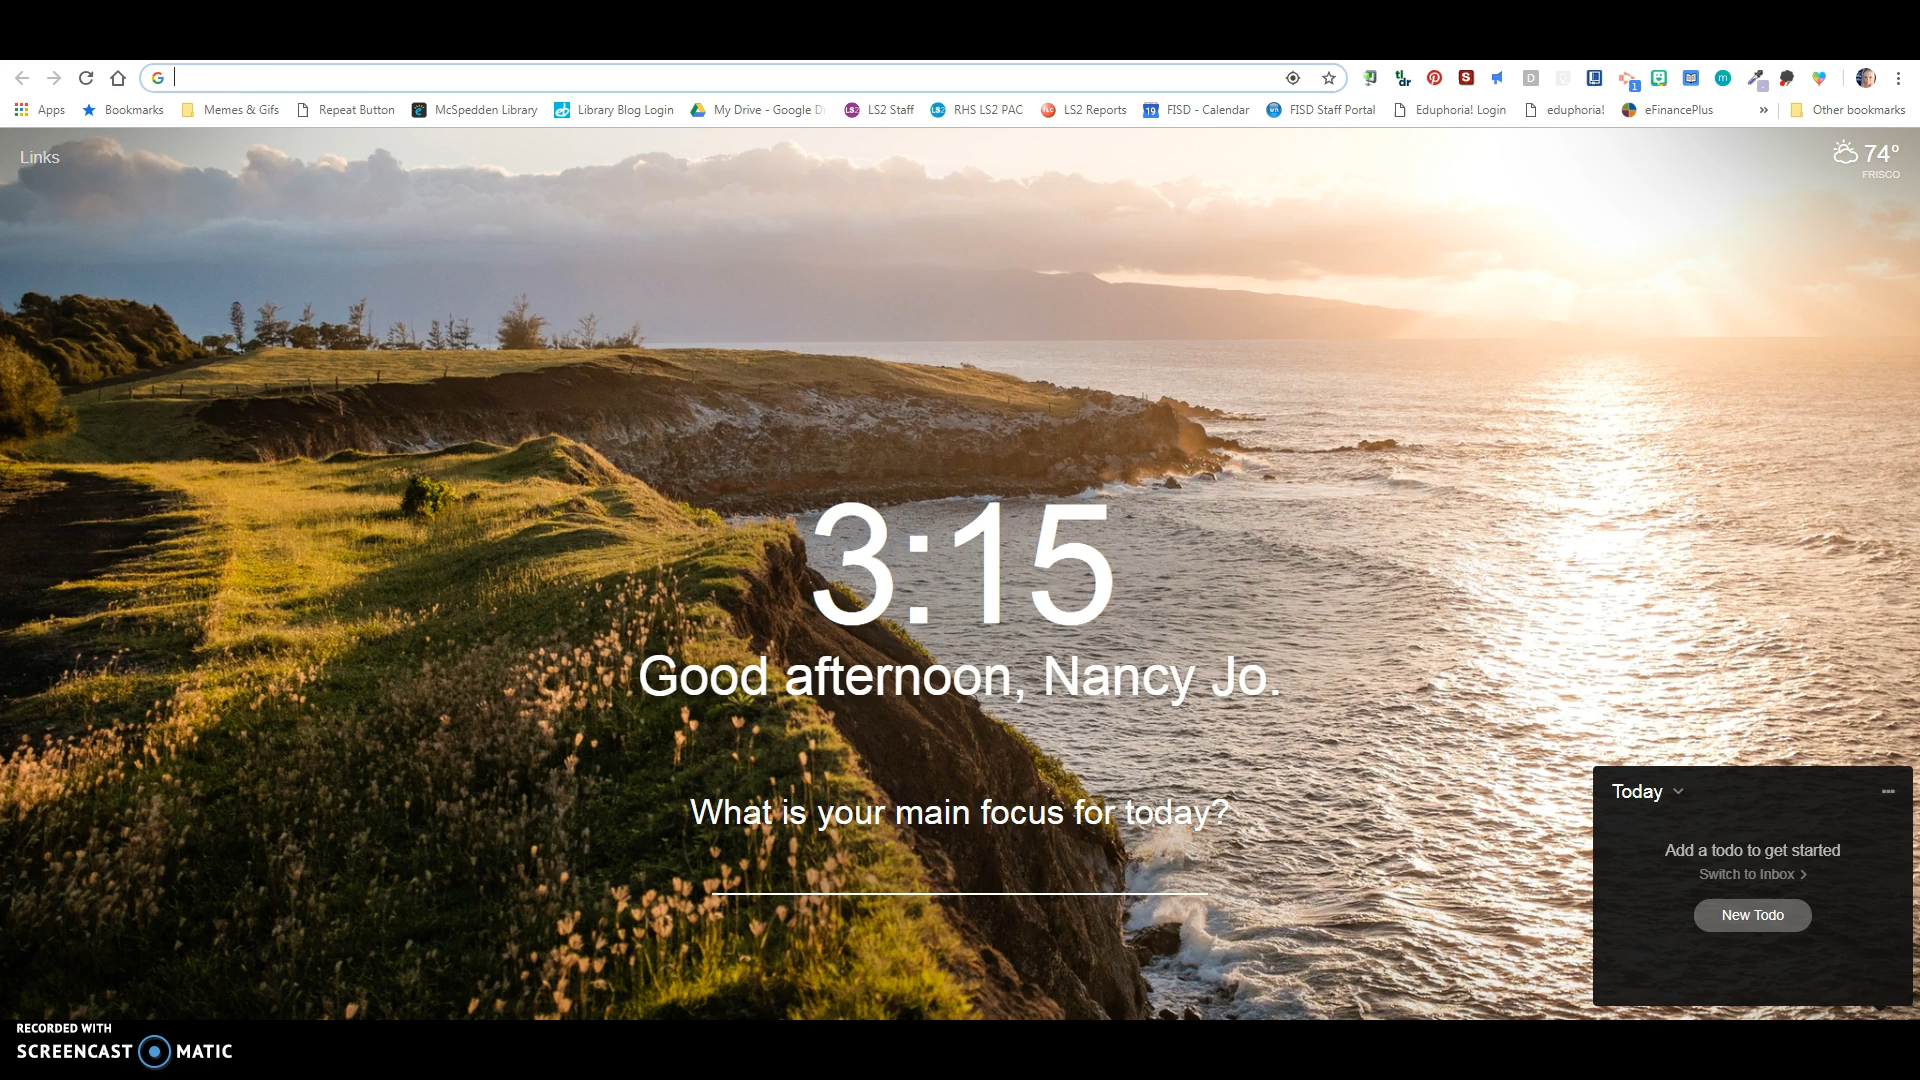 Apps Bookmarks Memes & Gifs Repeat Button McSpedden Library Library Blog Login My Drive - Google D LS2 Staff RHS LS2 PAC LS2 Reports FISD - Calendar FISD Staff Portal Eduphoria! Login eduphoria! eFinancePlus » Other bookmarks
Links
74°
FRISCO
3:15
Good afternoon, Nancy Jo.
What is your main focus for today?
Today
Add a todo to get started
Switch to Inbox >
New Todo
RECORDED WITH
SCREENCAST MATIC